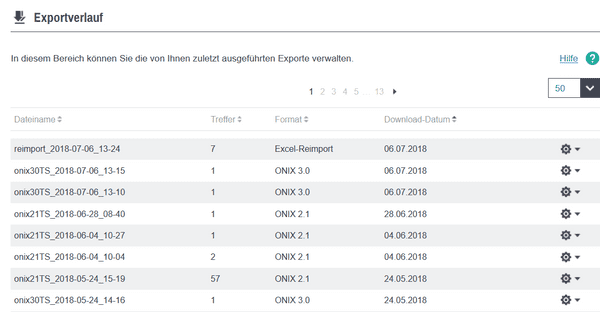 Exportverlauf
In diesem Bereich können Sie die von Ihnen zuletzt ausgeführten Exporte verwalten.
Hilfe ?
1 2 3 4 5 ... 13
50
Dateiname Treffer Format Download-Datum
reimport_2018-07-06_13-24 7 Excel-Reimport 06.07.2018
onix30TS_2018-07-06_13-15 1 ONIX 3.0 06.07.2018
onix30TS_2018-07-06_13-10 1 ONIX 3.0 06.07.2018
onix21TS_2018-06-28_08-40 1 ONIX 2.1 28.06.2018
onix21TS_2018-06-04_10-27 1 ONIX 2.1 04.06.2018
onix21TS_2018-06-04_10-04 2 ONIX 2.1 04.06.2018
onix21TS_2018-05-24_15-19 57 ONIX 2.1 24.05.2018
onix30TS_2018-05-24_14-16 1 ONIX 3.0 24.05.2018